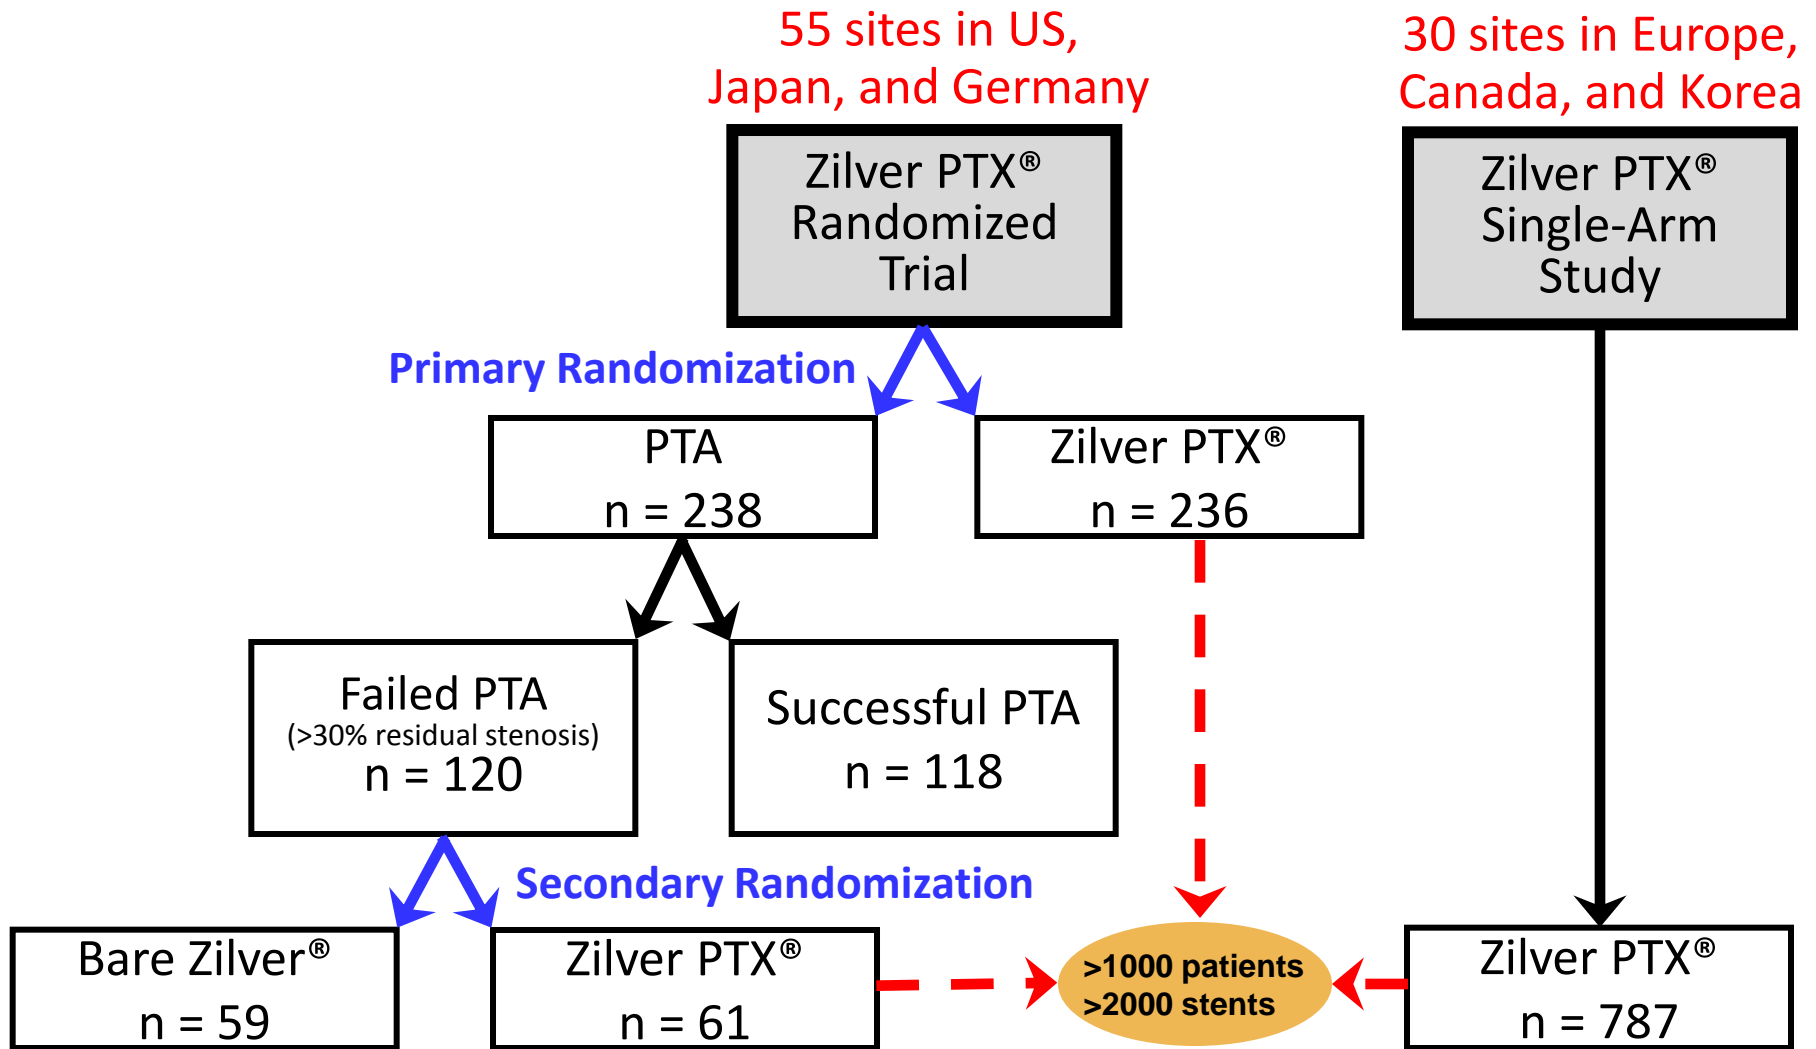 55 sites in US,
Japan, and Germany
30 sites in Europe,
Canada, and Korea
Zilver PTX®
Randomized
Trial
Zilver PTX®
Single-Arm
Study
Primary Randomization
PTA
n = 238
Zilver PTX®
n = 236
Failed PTA
(>30% residual stenosis)
n = 120
Successful PTA
n = 118
Secondary Randomization
Bare Zilver®
n = 59
Zilver PTX®
n = 61
>1000 patients
>2000 stents
Zilver PTX®
n = 787